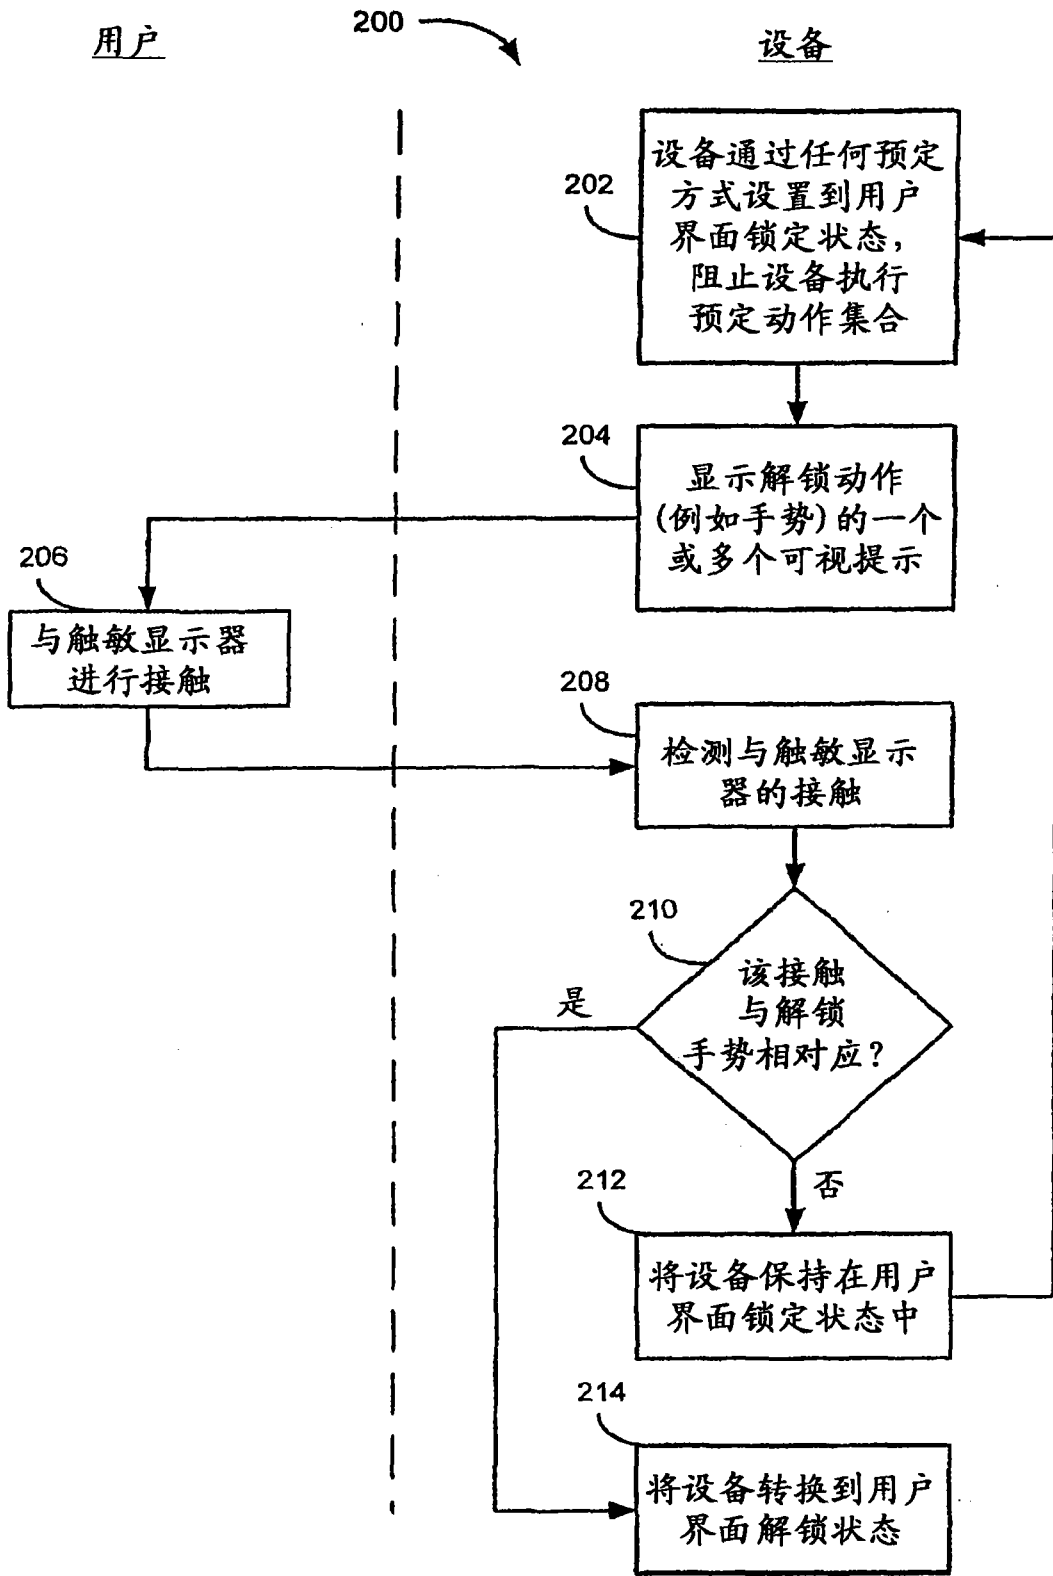 用户
200
设备
202
设备通过任何预定
方式设置到用户
界面锁定状态，
阻止设备执行
预定动作集合
204
显示解锁动作
(例如手势)的一个
或多个可视提示
206
与触敏显示器
进行接触
208
检测与触敏显示
器的接触
210
该接触
与解锁
手势相对应?
是
否
212
将设备保持在用户
界面锁定状态中
214
将设备转换到用户
界面解锁状态